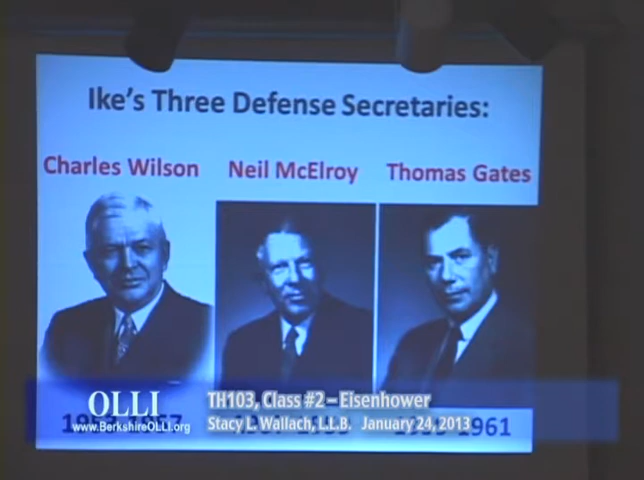 Ike's Three Defense Secretaries:
Charles Wilson Neil McElroy Thomas Gates
OLLI
www.BerkshireOLLI.org
TH103, Class #2 – Eisenhower
Stacy L. Wallach, L.L.B. January 24, 2013
1961